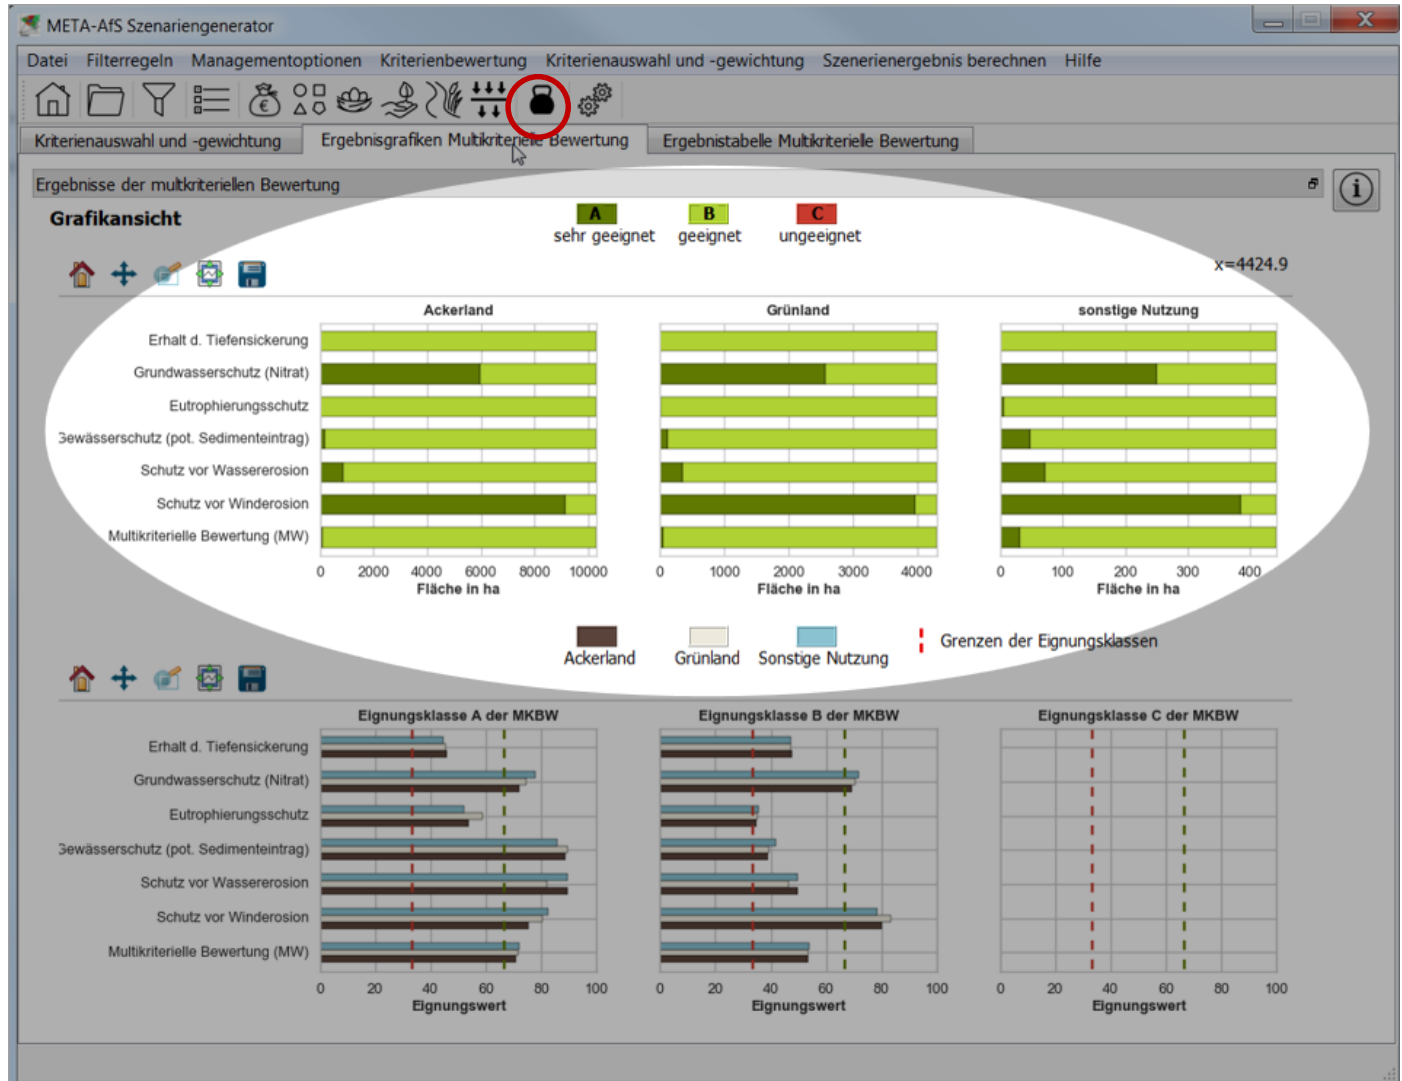 META-AfS Szenariengenerator
Datei Filterregeln Managementoptionen Kriterienbewertung Kriterienauswahl und -gewichtung Szenerienergebnis berechnen Hilfe
Kriterienauswahl und -gewichtung Ergebnisgrafiken Multikriterielle Bewertung Ergebnistabelle Multikriterielle Bewertung
Ergebnisse der multkriteriellen Bewertung
Grafikansicht
A B C
sehr geeignet geeignet ungeeignet
x=4424.9
Ackerland Grünland sonstige Nutzung
Erhalt d. Tiefensickerung
Grundwasserschutz (Nitrat)
Eutrophierungsschutz
Gewässerschutz (pot. Sedimenteintrag)
Schutz vor Wassererosion
Schutz vor Winderosion
Multikriterielle Bewertung (MW)
0 2000 4000 6000 8000 10000 0 1000 2000 3000 4000 0 100 200 300 400
Fläche in ha Fläche in ha Fläche in ha
Ackerland Grünland Sonstige Nutzung Grenzen der Eignungsklassen
Eignungsklasse A der MKBW Eignungsklasse B der MKBW Eignungsklasse C der MKBW
Erhalt d. Tiefensickerung
Grundwasserschutz (Nitrat)
Eutrophierungsschutz
Gewässerschutz (pot. Sedimenteintrag)
Schutz vor Wassererosion
Schutz vor Winderosion
Multikriterielle Bewertung (MW)
0 20 40 60 80 100 0 20 40 60 80 100 0 20 40 60 80 100
Eignungswert Eignungswert Eignungswert